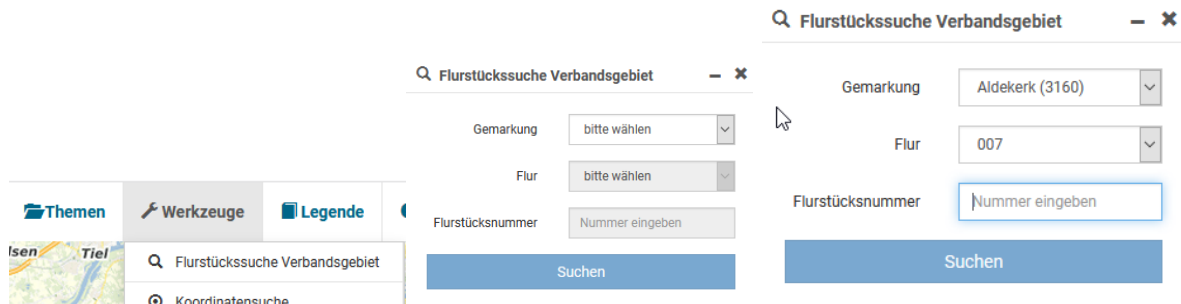 Themen
Werkzeuge
Legende
lsen
Tiel
Flurstückssuche Verbandsgebiet
Koordinatensuche
Flurstückssuche Verbandsgebiet
Gemarkung bitte wählen
Flur bitte wählen
Flurstücksnummer Nummer eingeben
Suchen
Flurstückssuche Verbandsgebiet
Gemarkung Aldekerk (3160)
Flur 007
Flurstücksnummer Nummer eingeben
Suchen